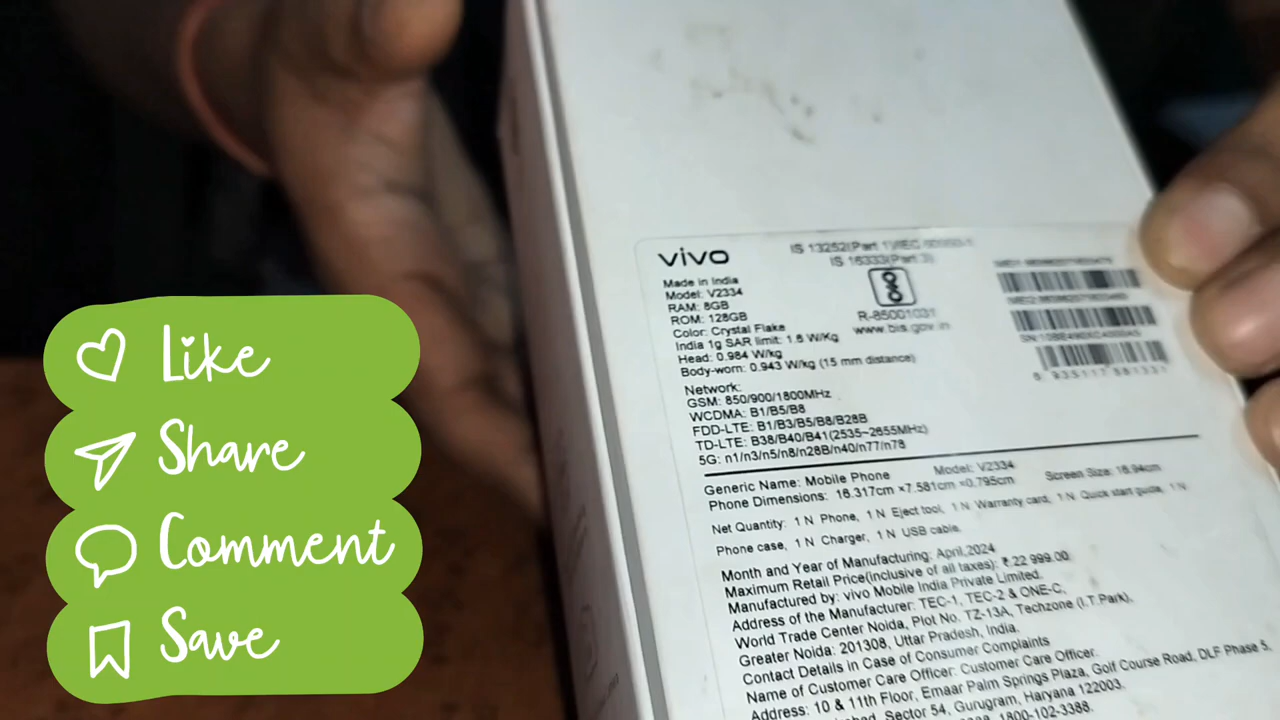 Like
Share
Comment
Save
vivo
Made in India
Model: V2334
RAM: 8GB
ROM: 128GB
Color: Crystal Flake
India 1g SAR limit: 1.6 W/Kg
Head: 0.984 W/kg
Body-worn: 0.943 W/kg (15 mm distance)
Network:
GSM: 850/900/1800MHz
WCDMA: B1/B5/B8
FDD-LTE: B1/B3/B5/B8/B28B
TD-LTE: B38/B40/B41(2535~2655MHz)
5G: n1/n3/n5/n8/n28B/n40/n77/n78
IS 13252(Part 1)/IEC
IS 16333(Part 3)
R-85001031
www.bis.gov.in
Generic Name: Mobile Phone Model: V2334 Screen Size: 16.94cm
Phone Dimensions: 16.317cm ×7.581cm ×0.795cm
Net Quantity: 1 N Phone, 1 N Eject tool, 1 N Warranty card, 1 N Quick start guide, 1 N
Phone case, 1 N Charger, 1 N USB cable.
Month and Year of Manufacturing: April,2024
Maximum Retail Price(inclusive of all taxes): ₹22 999.00
Manufactured by: vivo Mobile India Private Limited.
Address of the Manufacturer: TEC-1, TEC-2 & ONE-C,
World Trade Center Noida, Plot No. TZ-13A, Techzone (I.T.Park),
Greater Noida: 201308, Uttar Pradesh, India.
Contact Details in Case of Consumer Complaints
Name of Customer Care Officer: Customer Care Officer.
Address: 10 & 11th Floor, Emaar Palm Springs Plaza, Golf Course Road, DLF Phase 5,
Sector 54, Gurugram, Haryana 122003.
1800-102-3388.